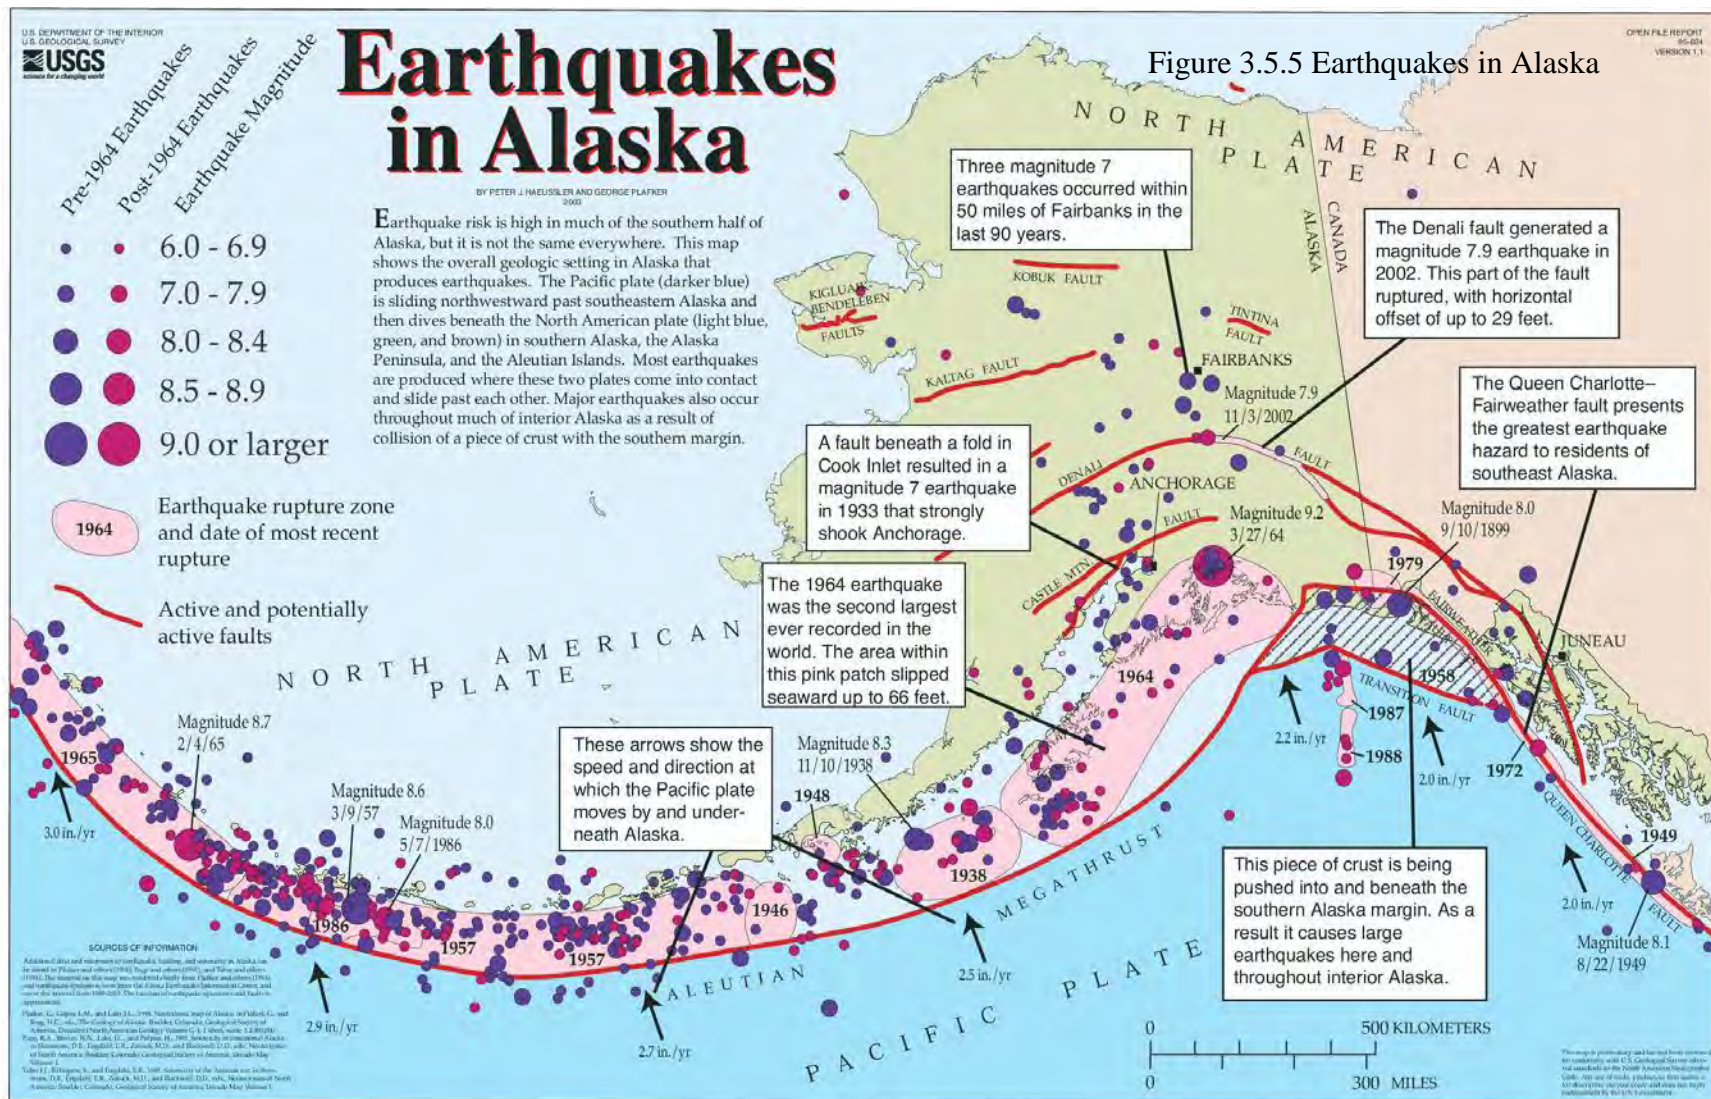 U.S. DEPARTMENT OF THE INTERIOR
U.S. GEOLOGICAL SURVEY
USGS
science for a changing world
OPEN FILE REPORT
VERSION 1.1
Figure 3.5.5 Earthquakes in Alaska
Earthquakes
in Alaska
BY PETER J. HAEUSSLER AND GEORGE PLAFKER
2003
Earthquake risk is high in much of the southern half of
Alaska, but it is not the same everywhere. This map
shows the overall geologic setting in Alaska that
produces earthquakes. The Pacific plate (darker blue)
is sliding northwestward past southeastern Alaska and
then dives beneath the North American plate (light blue,
green, and brown) in southern Alaska, the Alaska
Peninsula, and the Aleutian Islands. Most earthquakes
are produced where these two plates come into contact
and slide past each other. Major earthquakes also occur
throughout much of interior Alaska as a result of
collision of a piece of crust with the southern margin.
Pre-1964 Earthquakes
Post-1964 Earthquakes
Earthquake Magnitude
6.0 - 6.9
7.0 - 7.9
8.0 - 8.4
8.5 - 8.9
9.0 or larger
1964
Earthquake rupture zone
and date of most recent
rupture
Active and potentially
active faults
NORTH AMERICAN
PLATE
ALASKA
CANADA
Three magnitude 7
earthquakes occurred within
50 miles of Fairbanks in the
last 90 years.
The Denali fault generated a
magnitude 7.9 earthquake in
2002. This part of the fault
ruptured, with horizontal
offset of up to 29 feet.
KOBUK FAULT
KIGLUAIK-
BENDELEBEN
FAULTS
TINTINA
FAULT
KALTAG FAULT
FAIRBANKS
Magnitude 7.9
11/3/2002
The Queen Charlotte–
Fairweather fault presents
the greatest earthquake
hazard to residents of
southeast Alaska.
A fault beneath a fold in
Cook Inlet resulted in a
magnitude 7 earthquake
in 1933 that strongly
shook Anchorage.
DENALI
FAULT
ANCHORAGE
Magnitude 9.2
3/27/64
Magnitude 8.0
9/10/1899
CASTLE MTN.
FAULT
1979
FAIRWEATHER
JUNEAU
The 1964 earthquake
was the second largest
ever recorded in the
world. The area within
this pink patch slipped
seaward up to 66 feet.
NORTH AMERICAN
PLATE
1964
1958
TRANSITION FAULT
1987
1988
2.2 in./yr
2.0 in./yr
1972
QUEEN CHARLOTTE
FAULT
1949
2.0 in./yr
Magnitude 8.1
8/22/1949
Magnitude 8.7
2/4/65
1965
3.0 in./yr
Magnitude 8.6
3/9/57
Magnitude 8.0
5/7/1986
These arrows show the
speed and direction at
which the Pacific plate
moves by and under-
neath Alaska.
Magnitude 8.3
11/10/1938
1948
1938
1946
1986
1957
1957
ALEUTIAN
MEGATHRUST
2.9 in./yr
2.7 in./yr
2.5 in./yr
PACIFIC PLATE
This piece of crust is being
pushed into and beneath the
southern Alaska margin. As a
result it causes large
earthquakes here and
throughout interior Alaska.
0 500 KILOMETERS
0 300 MILES
SOURCES OF INFORMATION